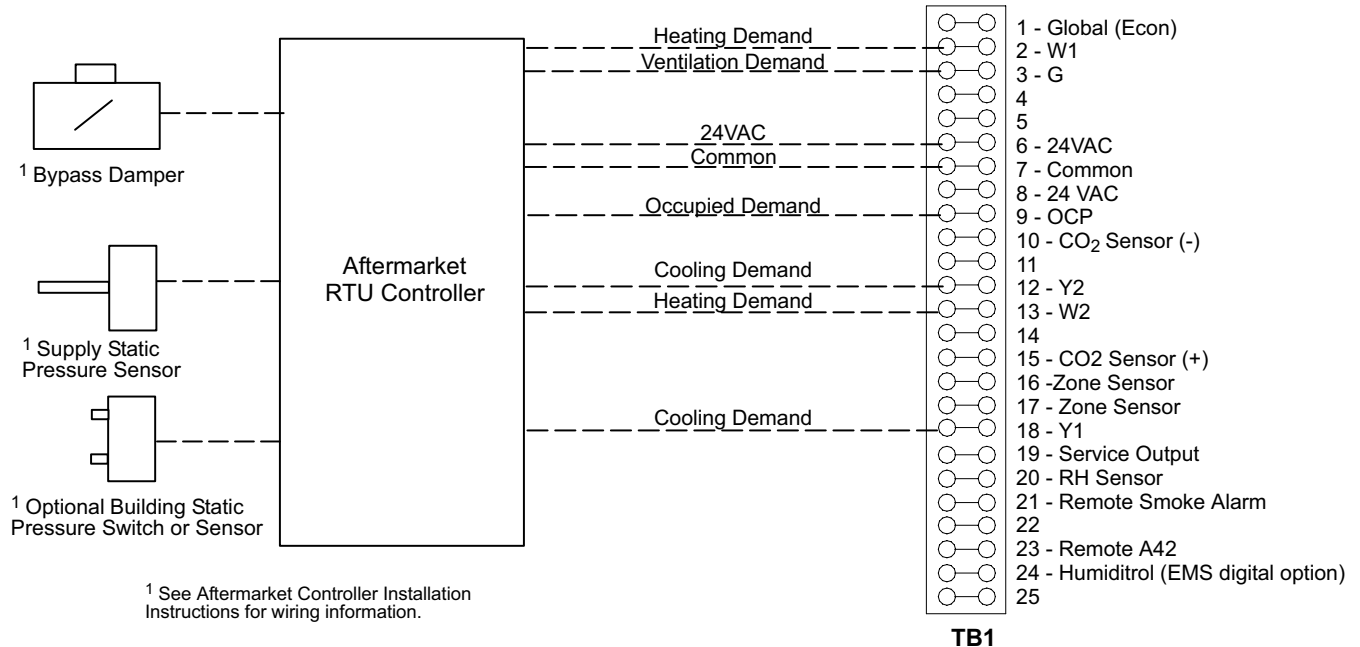 Heating Demand
Ventilation Demand
24VAC
Common
Occupied Demand
Cooling Demand
Heating Demand
Cooling Demand
1 Bypass Damper
1 Supply Static
Pressure Sensor
1 Optional Building Static
Pressure Switch or Sensor
Aftermarket
RTU Controller
1 See Aftermarket Controller Installation
Instructions for wiring information.
1 - Global (Econ)
2 - W1
3 - G
4
5
6 - 24VAC
7 - Common
8 - 24 VAC
9 - OCP
10 - CO2 Sensor (-)
11
12 - Y2
13 - W2
14
15 - CO2 Sensor (+)
16 -Zone Sensor
17 - Zone Sensor
18 - Y1
19 - Service Output
20 - RH Sensor
21 - Remote Smoke Alarm
22
23 - Remote A42
24 - Humiditrol (EMS digital option)
25
TB1